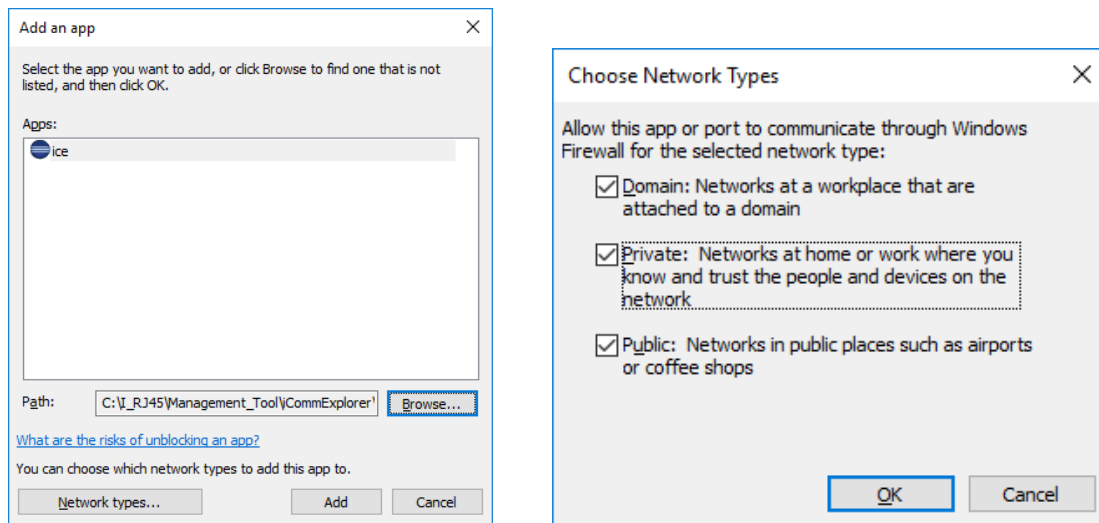 Add an app
Select the app you want to add, or click Browse to find one that is not
listed, and then click OK.
Apps:
ice
Path:
C:\I_RJ45\Management_Tool\iCommExplorer\
Browse...
What are the risks of unblocking an app?
You can choose which network types to add this app to.
Network types...
Add
Cancel
Choose Network Types
Allow this app or port to communicate through Windows
Firewall for the selected network type:
Domain: Networks at a workplace that are
attached to a domain
Private: Networks at home or work where you
know and trust the people and devices on the
network
Public: Networks in public places such as airports
or coffee shops
OK
Cancel